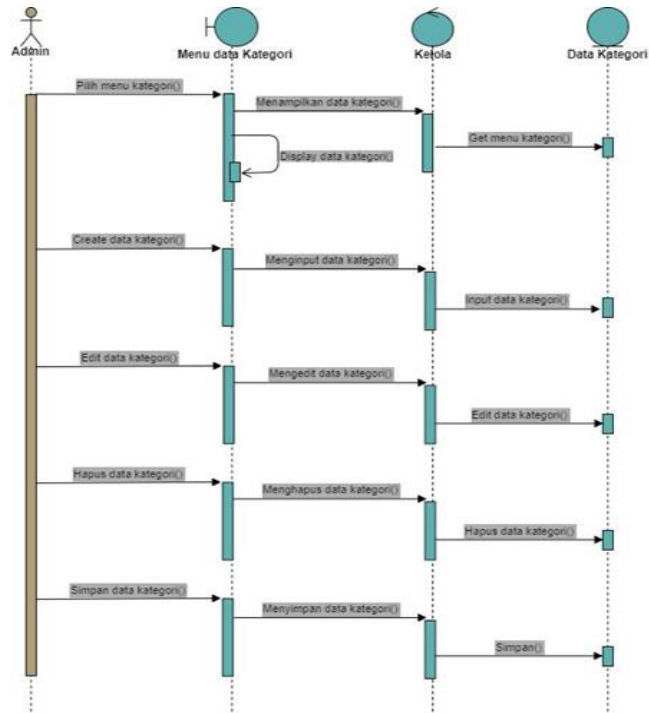 Admin
Menu data Kategori
Kelola
Data Kategori
Pilih menu kategori()
Menampilkan data kategori()
Get menu kategori()
Display data kategori()
Create data kategori()
Menginput data kategori()
Input data kategori()
Edit data kategori()
Mengedit data kategori()
Edit data kategori()
Hapus data kategori()
Menghapus data kategori()
Hapus data kategori()
Simpan data kategori()
Menyimpan data kategori()
Simpan()